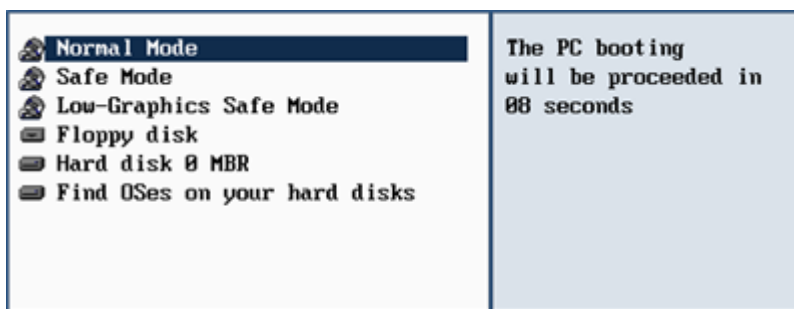 Normal Mode
Safe Mode
Low-Graphics Safe Mode
Floppy disk
Hard disk 0 MBR
Find OSes on your hard disks
The PC booting
will be proceeded in
08 seconds